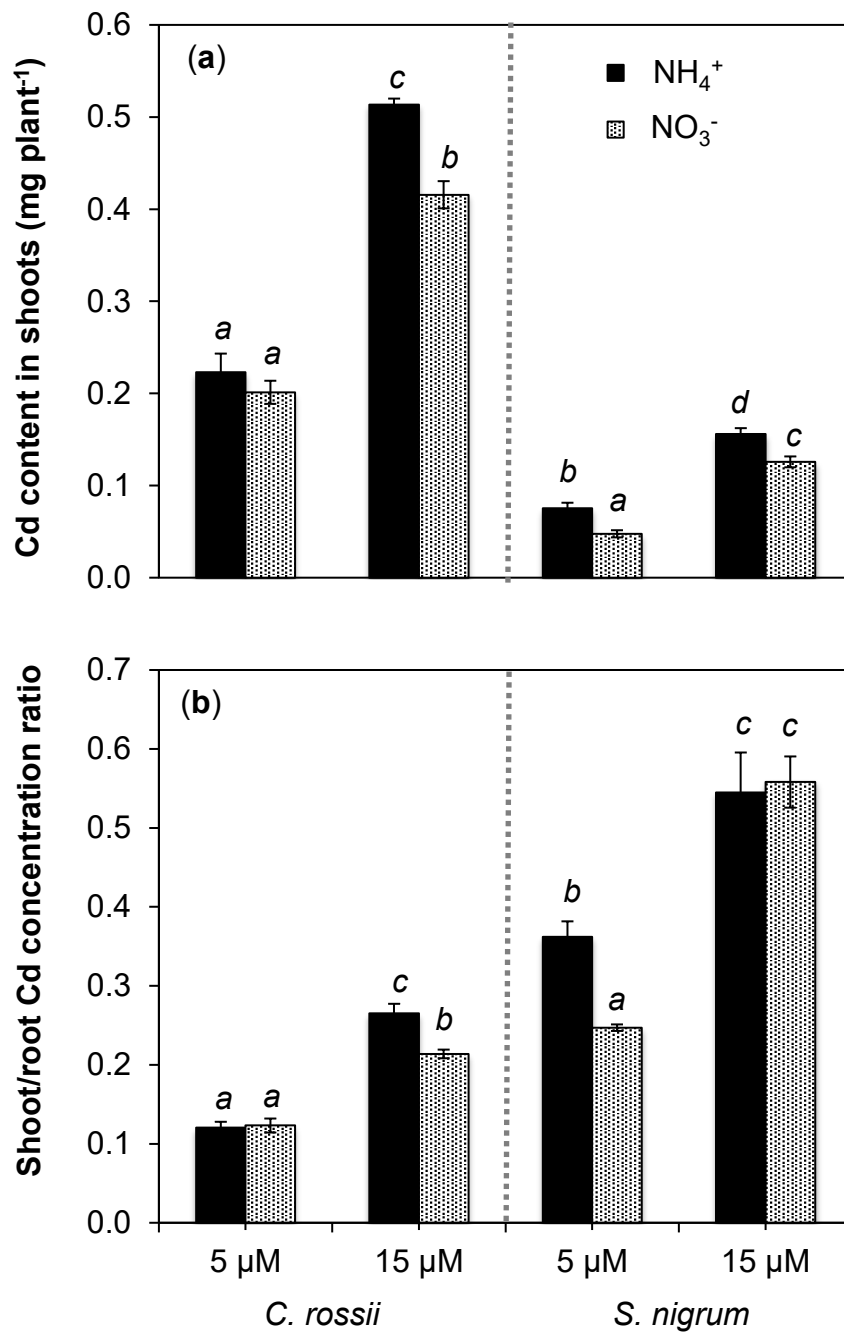 Cd content in shoots (mg plant⁻¹)
0.6
0.5
0.4
0.3
0.2
0.1
0.0
(a)
NH₄⁺
NO₃⁻
a
a
c
b
b
a
d
c
Shoot/root Cd concentration ratio
0.7
0.6
0.5
0.4
0.3
0.2
0.1
0.0
(b)
a
a
c
b
b
a
c
c
5 µM 15 µM 5 µM 15 µM
C. rossii S. nigrum